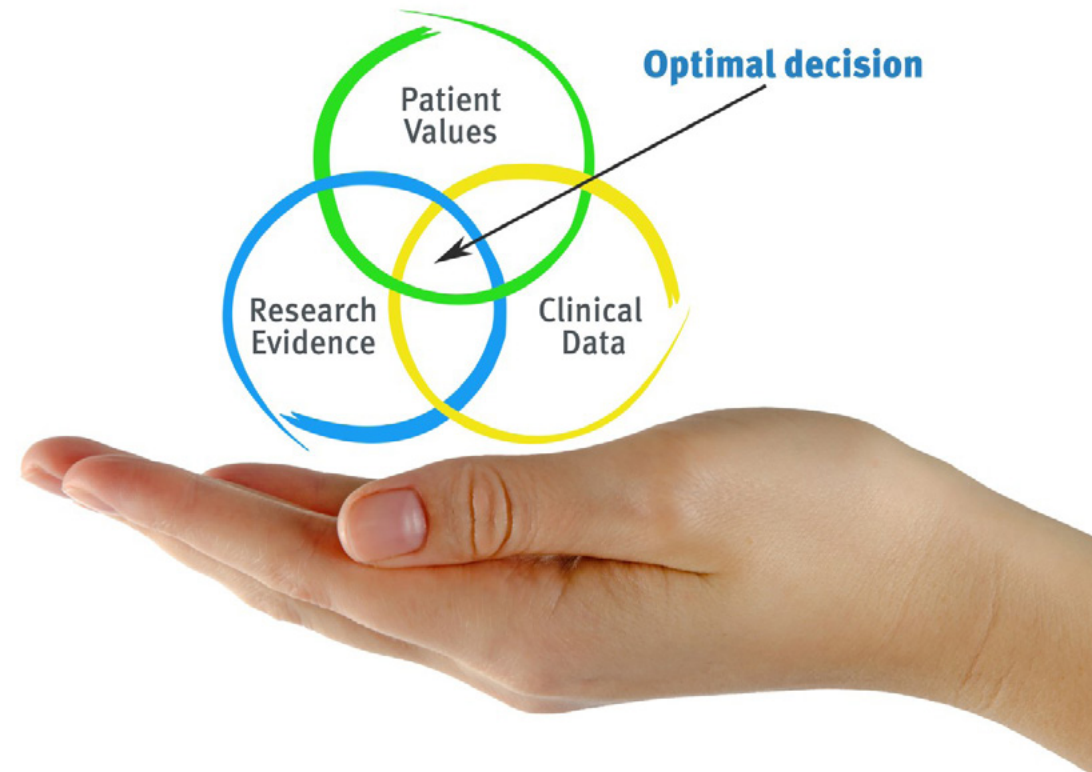 Optimal decision
Patient
Values
Research
Evidence
Clinical
Data